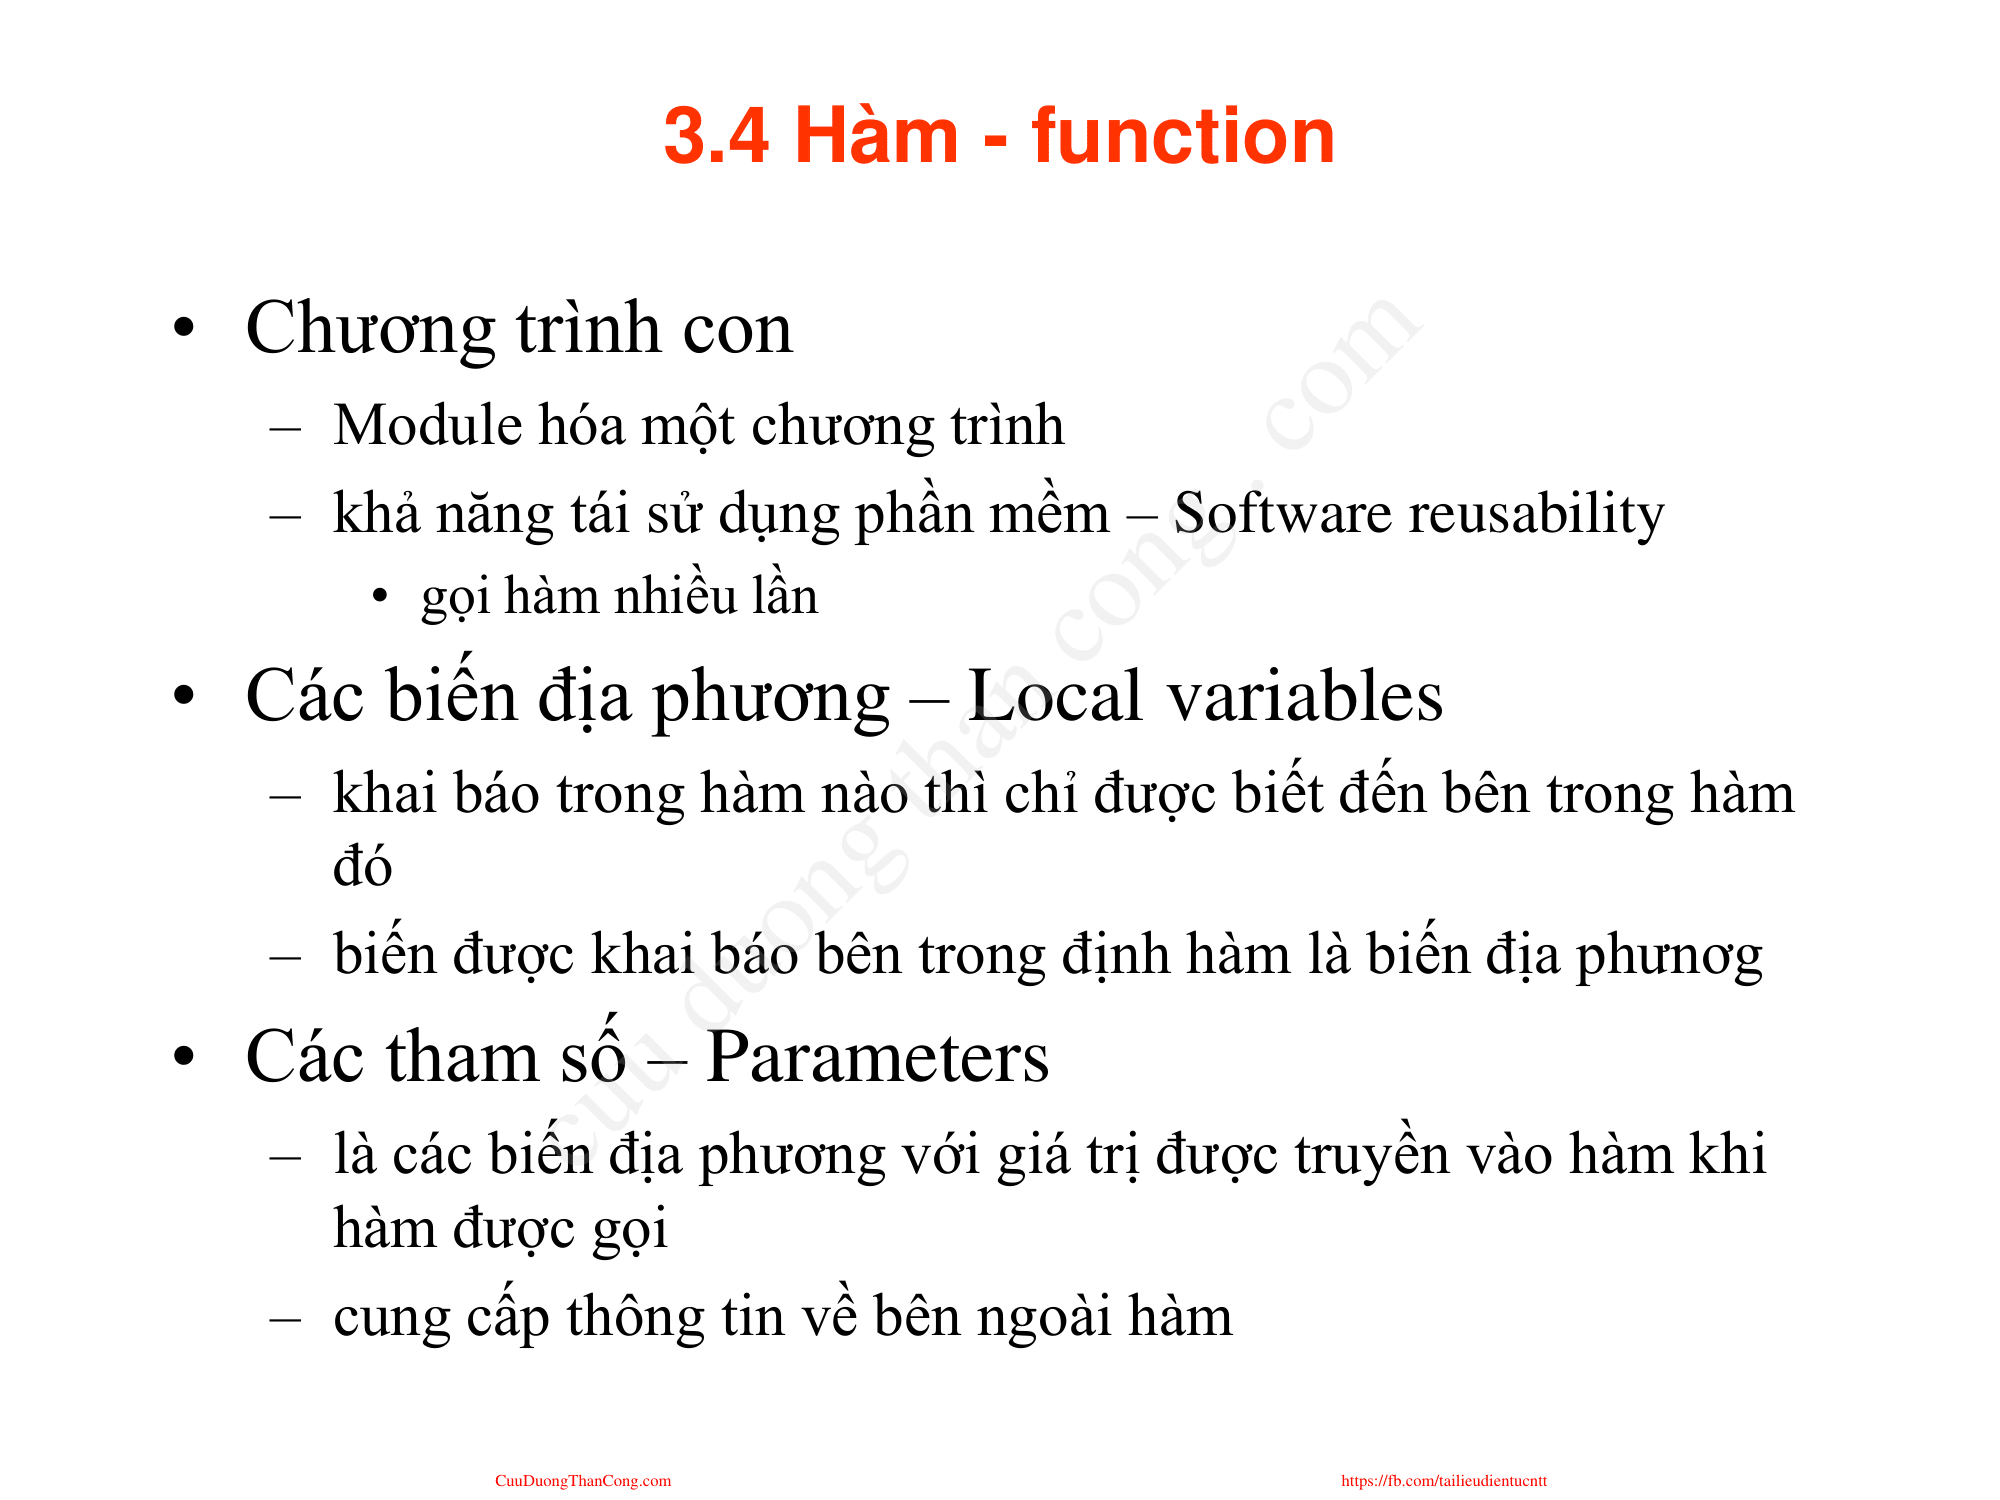 3.4 Hàm - function
• Chương trình con
– Module hóa một chương trình
– khả năng tái sử dụng phần mềm – Software reusability
• gọi hàm nhiều lần
• Các biến địa phương – Local variables
– khai báo trong hàm nào thì chỉ được biết đến bên trong hàm
đó
– biến được khai báo bên trong định hàm là biến địa phưnơg
• Các tham số – Parameters
– là các biến địa phương với giá trị được truyền vào hàm khi
hàm được gọi
– cung cấp thông tin về bên ngoài hàm
cuu duong than cong . com
CuuDuongThanCong.com
https://fb.com/tailieudientucntt